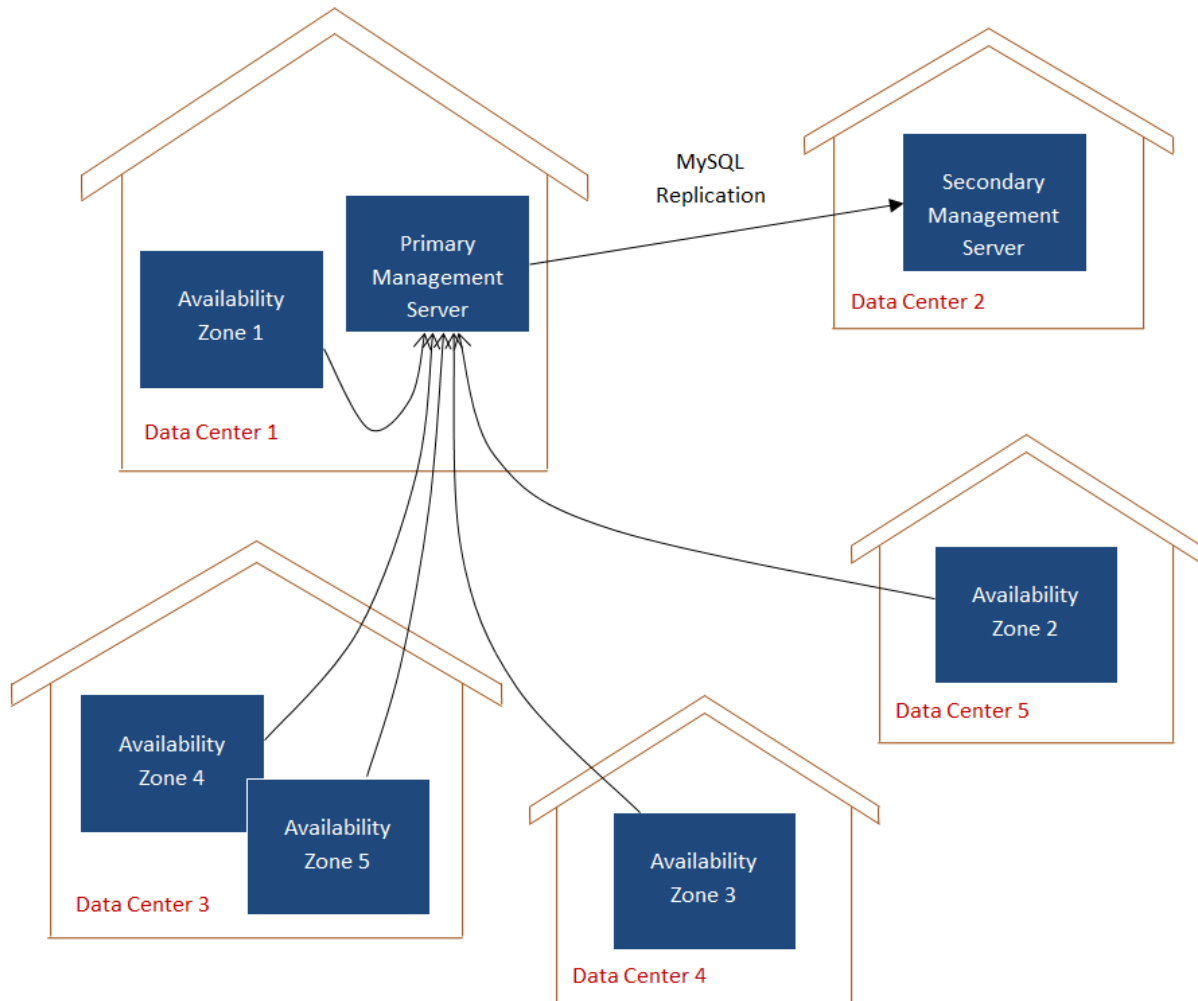 MySQL
Replication
Secondary
Management
Server
Data Center 2
Primary
Management
Server
Availability
Zone 1
Data Center 1
Availability
Zone 2
Data Center 5
Availability
Zone 4
Availability
Zone 5
Data Center 3
Availability
Zone 3
Data Center 4